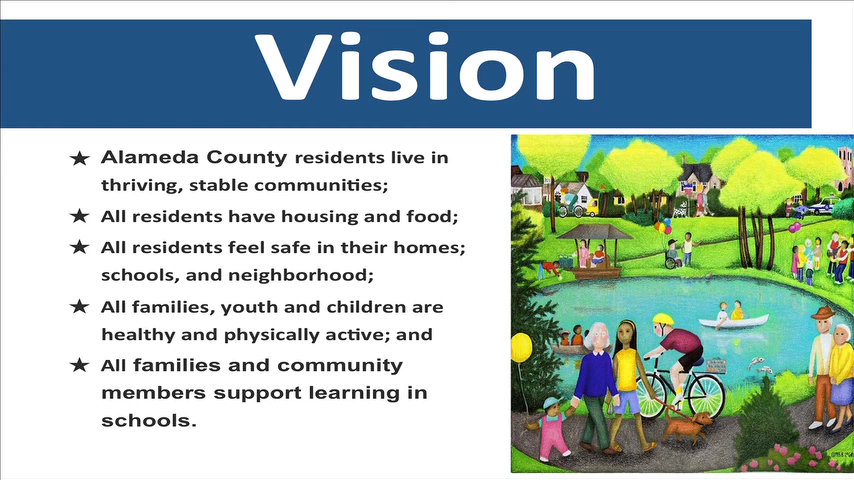 Vision
★ Alameda County residents live in
thriving, stable communities;
★ All residents have housing and food;
★ All residents feel safe in their homes;
schools, and neighborhood;
★ All families, youth and children are
healthy and physically active; and
★ All families and community
members support learning in
schools.